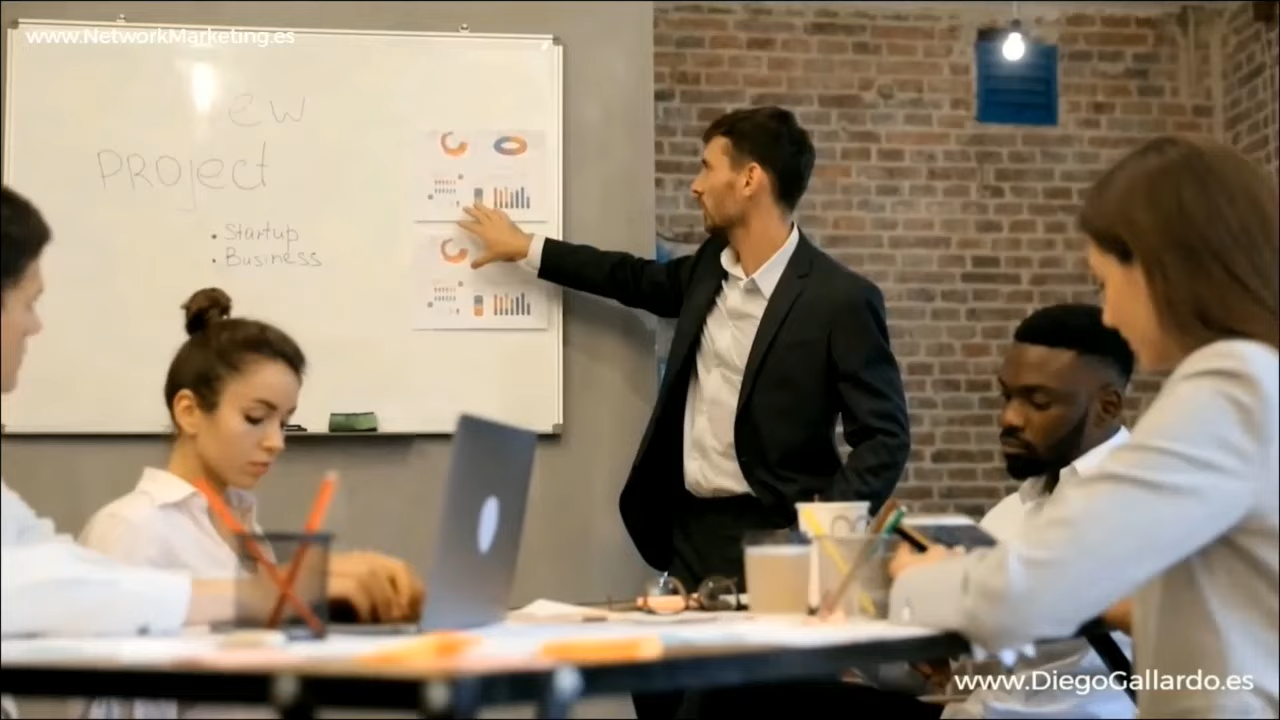 www.NetworkMarketing.es
ew
PROject
• Startup
• Business
www.DiegoGallardo.es